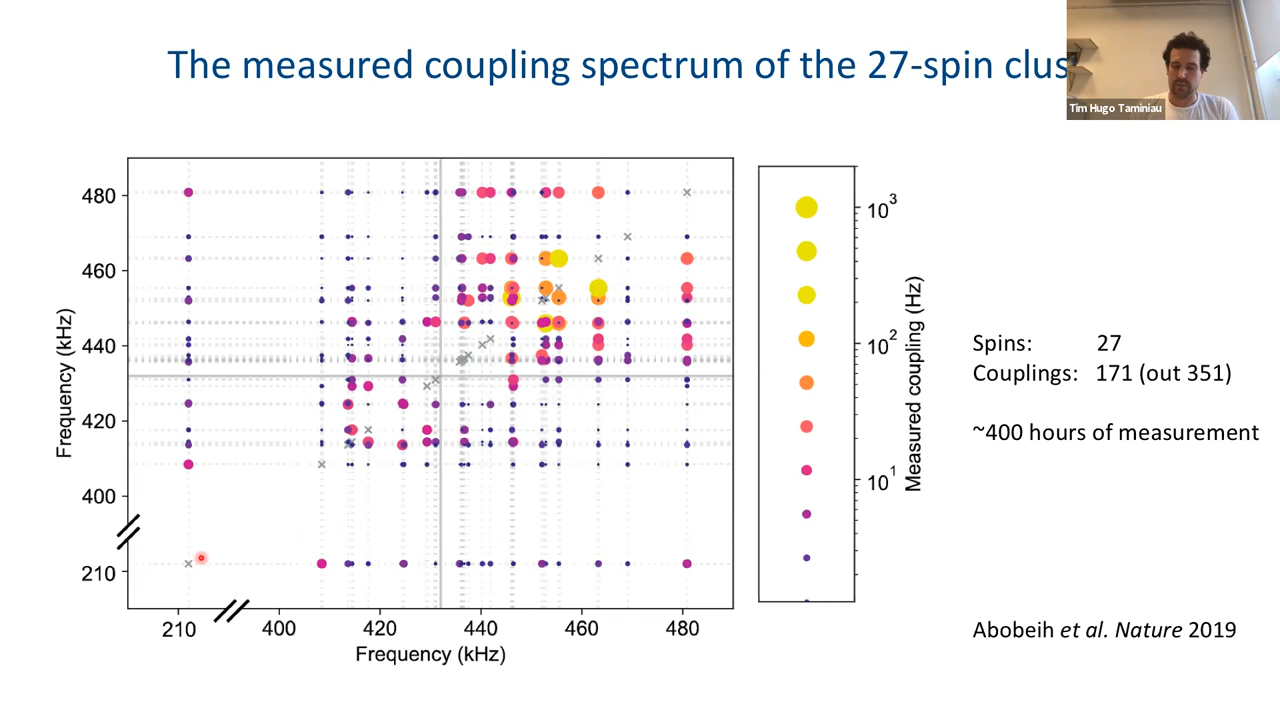 The measured coupling spectrum of the 27-spin clus
Tim Hugo Taminiau
480
460
440
420
400
210
Frequency (kHz)
210
400
420
440
460
480
Frequency (kHz)
10³
10²
10¹
Measured coupling (Hz)
Spins: 27
Couplings: 171 (out 351)
~400 hours of measurement
Abobeih et al. Nature 2019